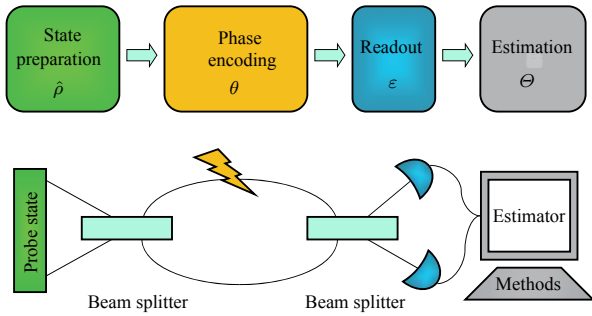 State
preparation
ρ̂
Phase
encoding
θ
Readout
ε
Estimation
Θ
Probe state
Beam splitter
Beam splitter
Estimator
Methods